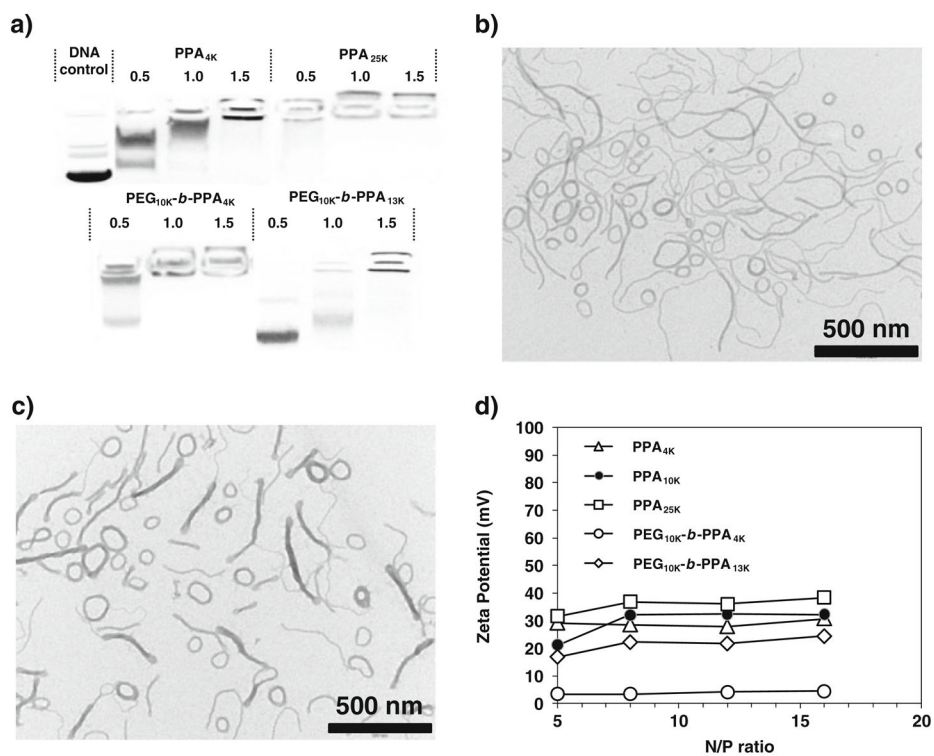 a)
DNA control
PPA4K
PPA25K
0.5 1.0 1.5 0.5 1.0 1.5
PEG10K-b-PPA4K
PEG10K-b-PPA13K
0.5 1.0 1.5 0.5 1.0 1.5
b)
500 nm
c)
500 nm
d)
100
90
80
70
60
50
40
30
20
10
0
Zeta Potential (mV)
PPA4K
PPA10K
PPA25K
PEG10K-b-PPA4K
PEG10K-b-PPA13K
5 10 15 20
N/P ratio